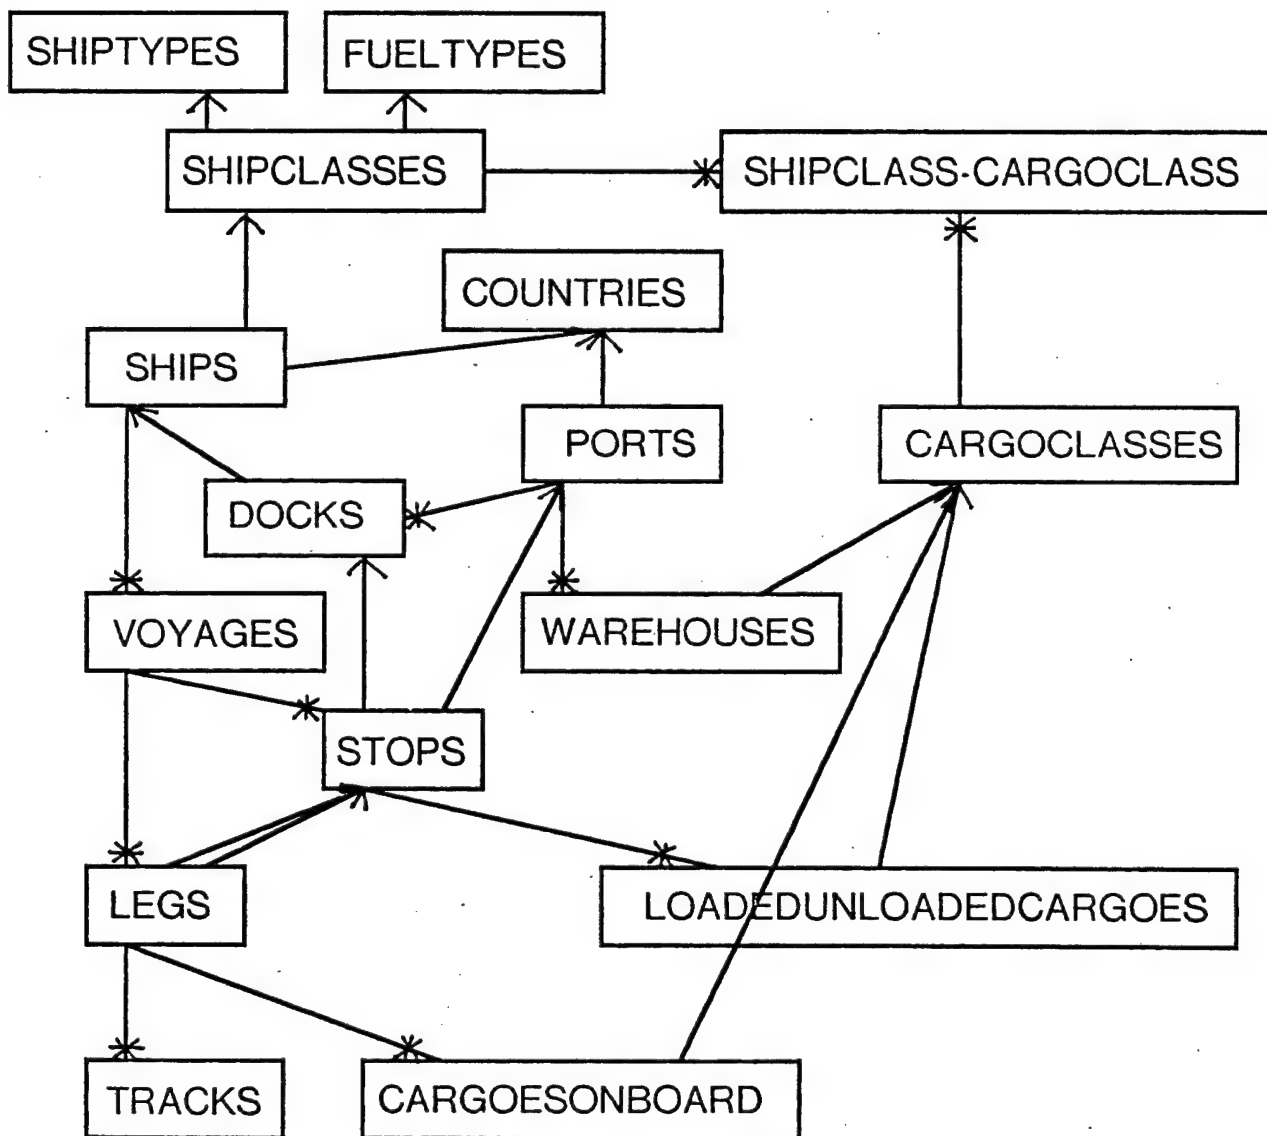 SHIPTYPES
FUELTYPES
SHIPCLASSES
SHIPCLASS-CARGOCLASS
COUNTRIES
SHIPS
PORTS
CARGOCLASSES
DOCKS
VOYAGES
WAREHOUSES
STOPS
LEGS
LOADEDUNLOADEDCARGOES
TRACKS
CARGOESONBOARD